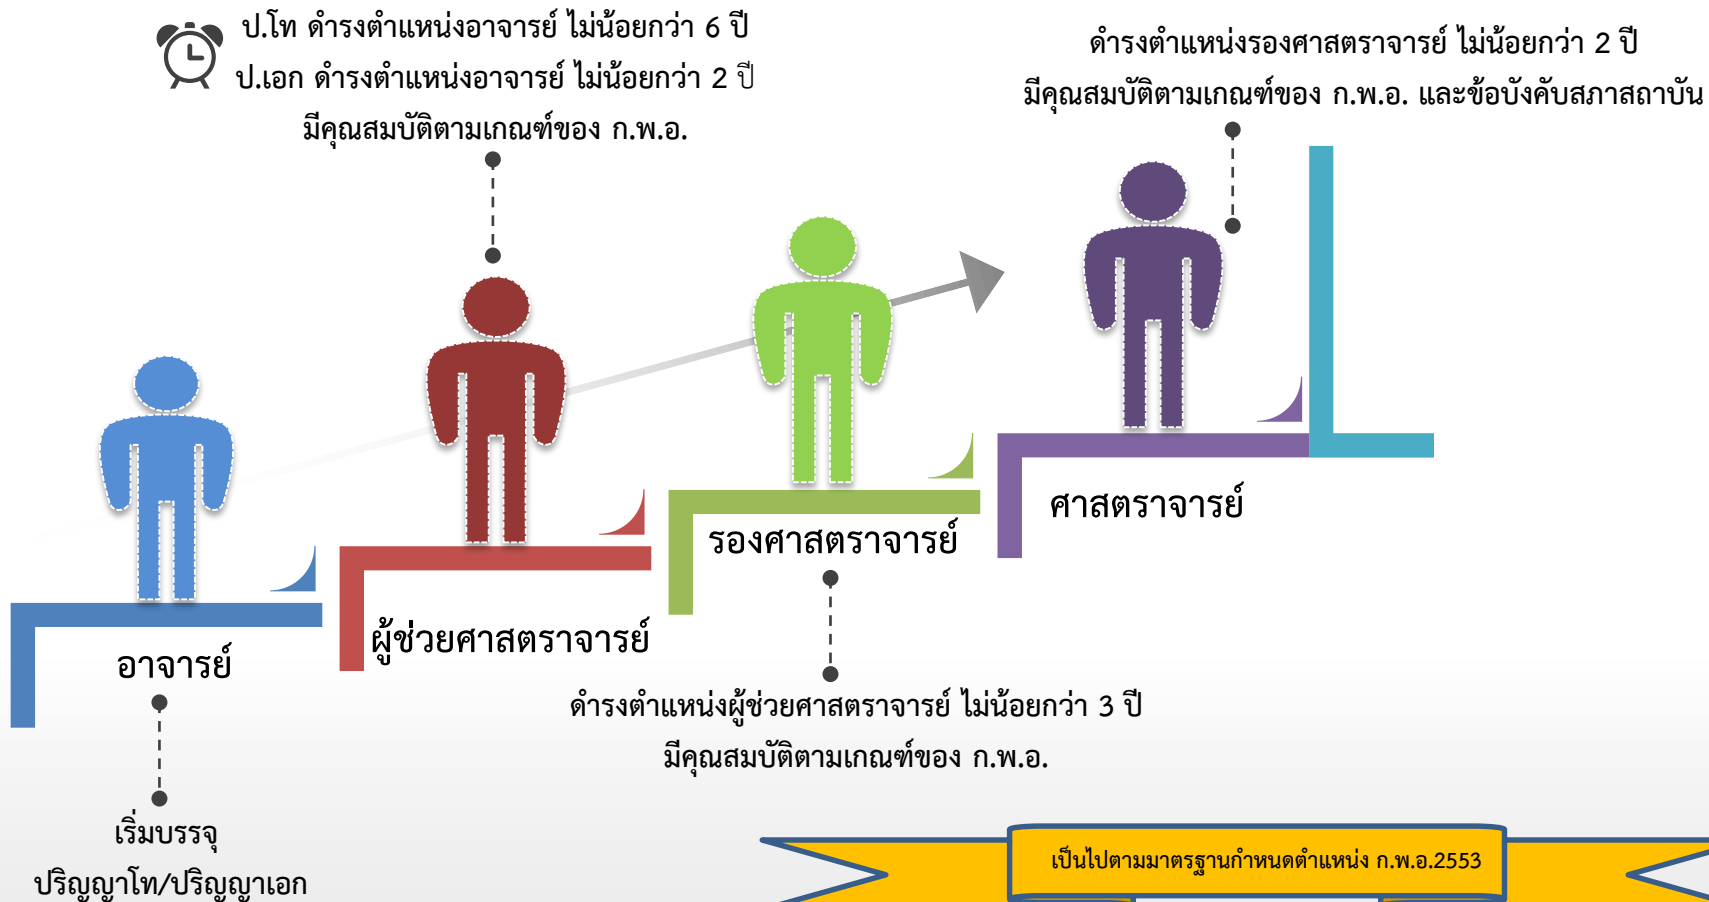 ป.โท ดำรงตำแหน่งอาจารย์ ไม่น้อยกว่า 6 ปี
ป.เอก ดำรงตำแหน่งอาจารย์ ไม่น้อยกว่า 2 ปี
มีคุณสมบัติตามเกณฑ์ของ ก.พ.อ.
ดำรงตำแหน่งรองศาสตราจารย์ ไม่น้อยกว่า 2 ปี
มีคุณสมบัติตามเกณฑ์ของ ก.พ.อ. และข้อบังคับสภาสถาบัน
ศาสตราจารย์
รองศาสตราจารย์
ผู้ช่วยศาสตราจารย์
อาจารย์
ดำรงตำแหน่งผู้ช่วยศาสตราจารย์ ไม่น้อยกว่า 3 ปี
มีคุณสมบัติตามเกณฑ์ของ ก.พ.อ.
เริ่มบรรจุ
ปริญญาโท/ปริญญาเอก
เป็นไปตามมาตรฐานกำหนดตำแหน่ง ก.พ.อ.2553